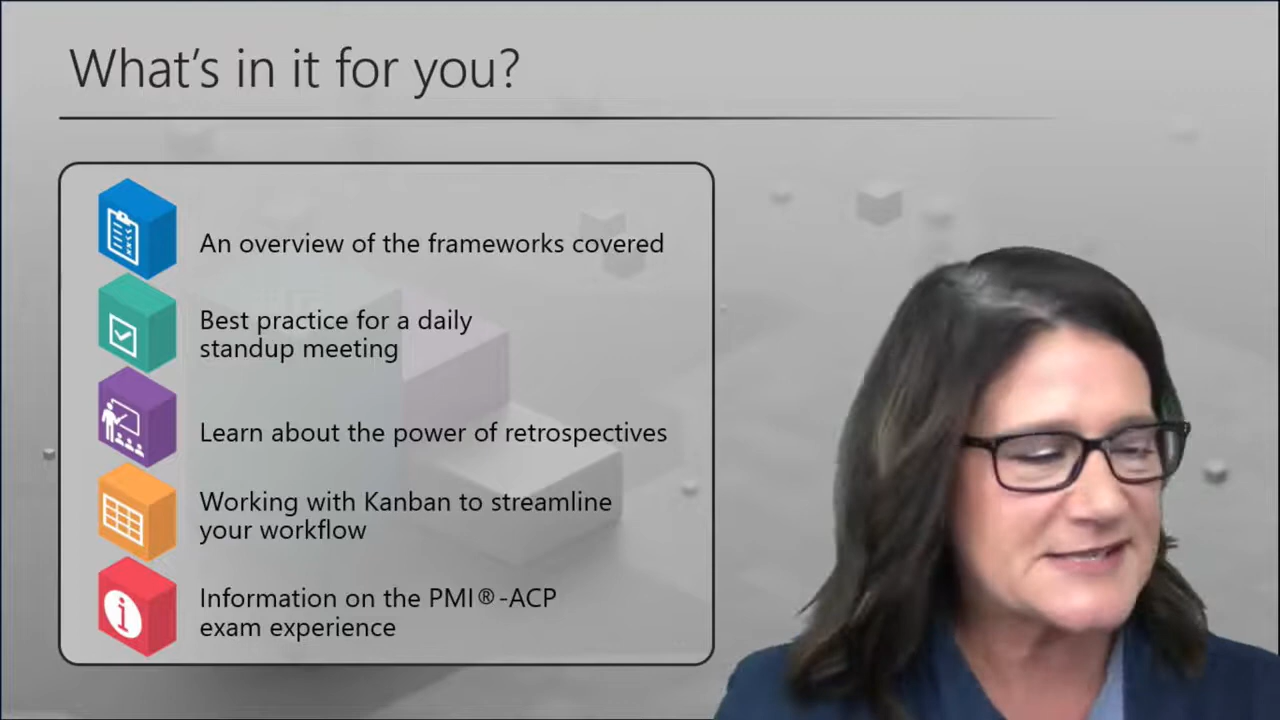 What's in it for you?
An overview of the frameworks covered
Best practice for a daily
standup meeting
Learn about the power of retrospectives
Working with Kanban to streamline
your workflow
Information on the PMI®-ACP
exam experience